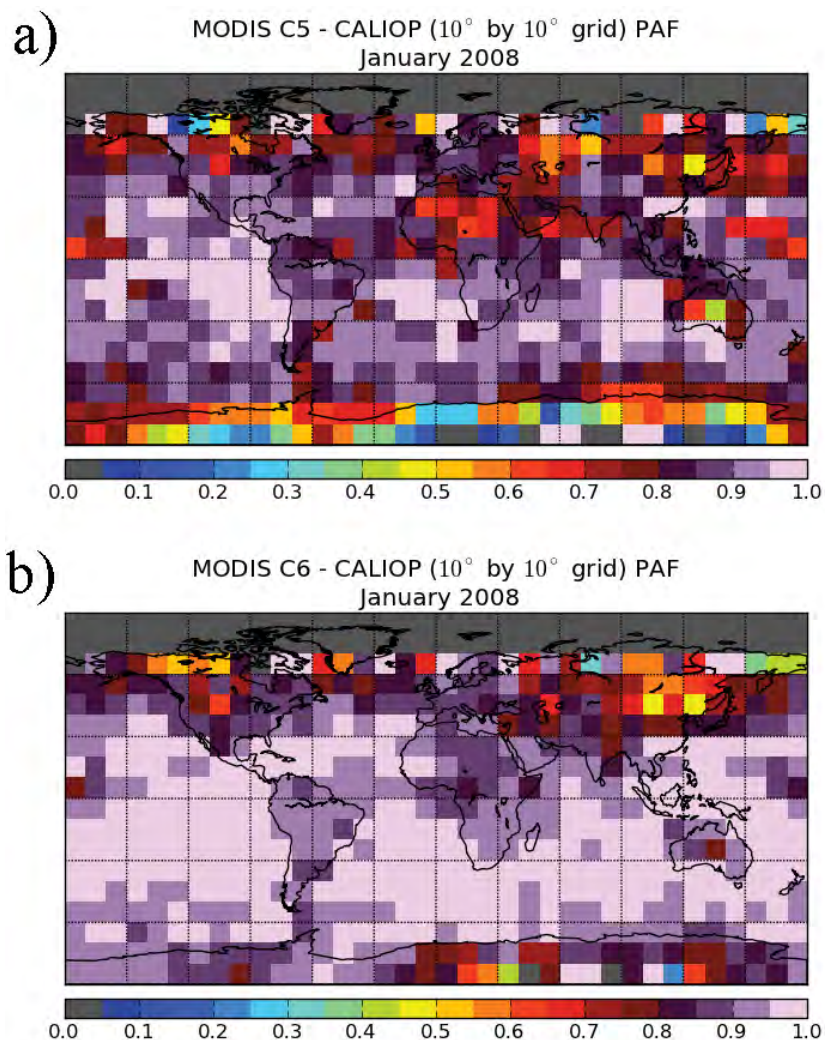 a)
MODIS C5 - CALIOP (10° by 10° grid) PAF
January 2008
0.0 0.1 0.2 0.3 0.4 0.5 0.6 0.7 0.8 0.9 1.0
b)
MODIS C6 - CALIOP (10° by 10° grid) PAF
January 2008
0.0 0.1 0.2 0.3 0.4 0.5 0.6 0.7 0.8 0.9 1.0